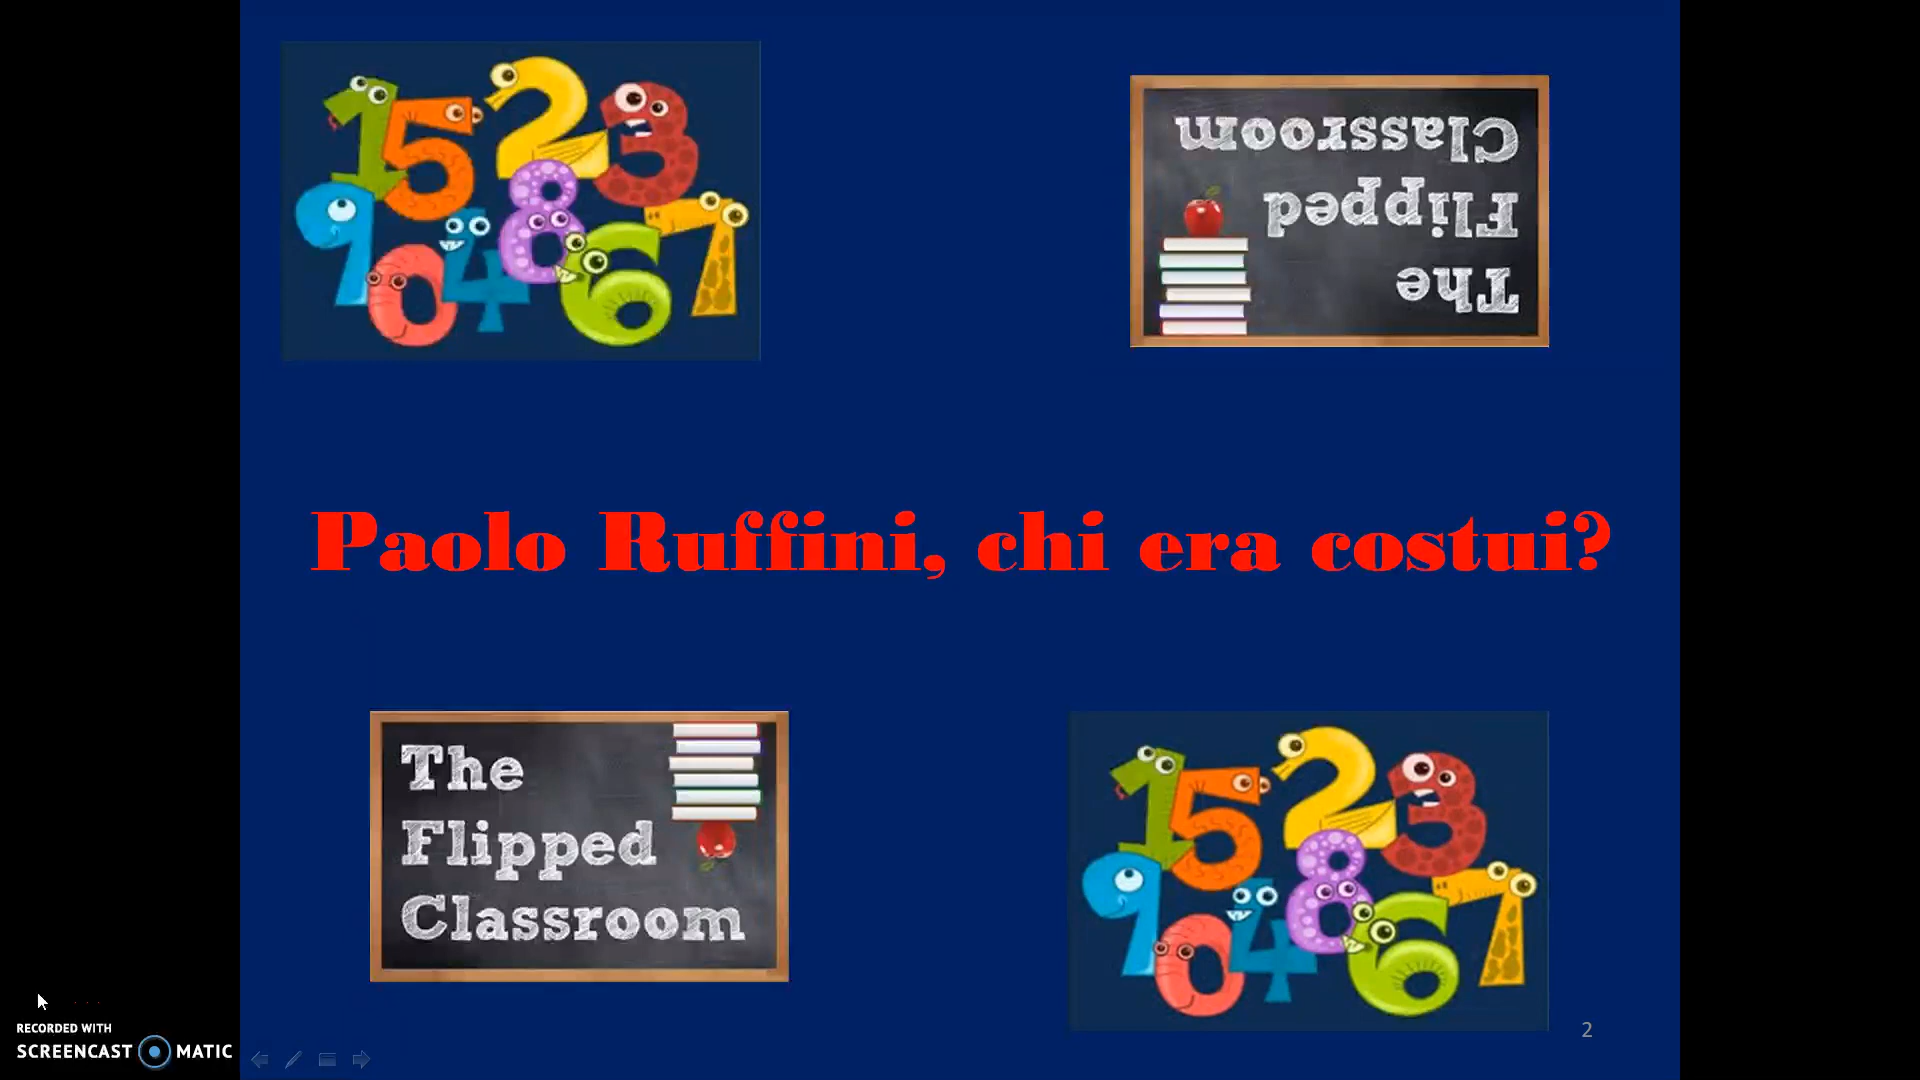 Classroom
Flipped
The
Paolo Ruffini, chi era costui?
The
Flipped
Classroom
2
RECORDED WITH
SCREENCAST MATIC